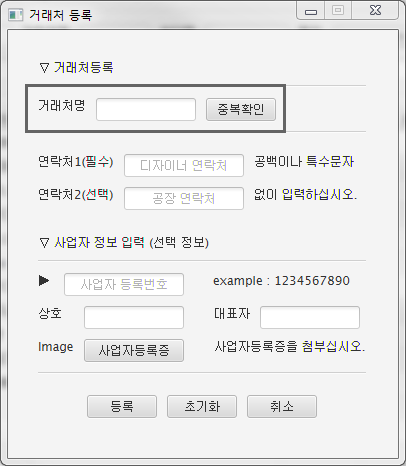 거래처 등록
▽ 거래처등록
거래처명 중복확인
연락처1(필수) 디자이너 연락처 공백이나 특수문자
연락처2(선택) 공장 연락처 없이 입력하십시오.
▽ 사업자 정보 입력 (선택 정보)
▶ 사업자 등록번호 example : 1234567890
상호 대표자
Image 사업자등록증 사업자등록증을 첨부십시오.
등록 초기화 취소